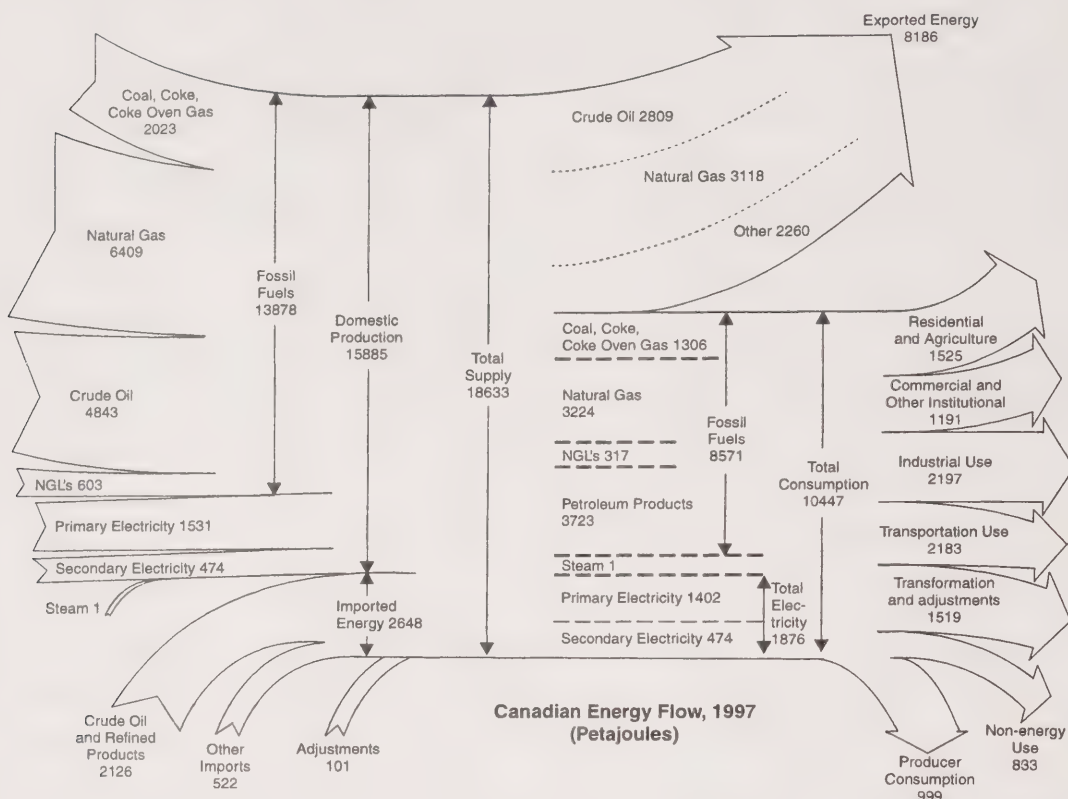 Exported Energy
8186
Coal, Coke,
Coke Oven Gas
2023
Natural Gas
6409
Crude Oil
4843
NGL's 603
Primary Electricity 1531
Secondary Electricity 474
Steam 1
Fossil
Fuels
13878
Domestic
Production
15885
Imported
Energy 2648
Total
Supply
18633
Crude Oil 2809
Natural Gas 3118
Other 2260
Coal, Coke,
Coke Oven Gas 1306
Natural Gas
3224
NGL's 317
Petroleum Products
3723
Steam 1
Primary Electricity 1402
Secondary Electricity 474
Fossil
Fuels
8571
Total
Elec-
tricity
1876
Total
Consumption
10447
Residential
and Agriculture
1525
Commercial and
Other Institutional
1191
Industrial Use
2197
Transportation Use
2183
Transformation
and adjustments
1519
Crude Oil
and Refined
Products
2126
Other
Imports
522
Adjustments
101
Canadian Energy Flow, 1997
(Petajoules)
Producer
Consumption
999
Non-energy
Use
833